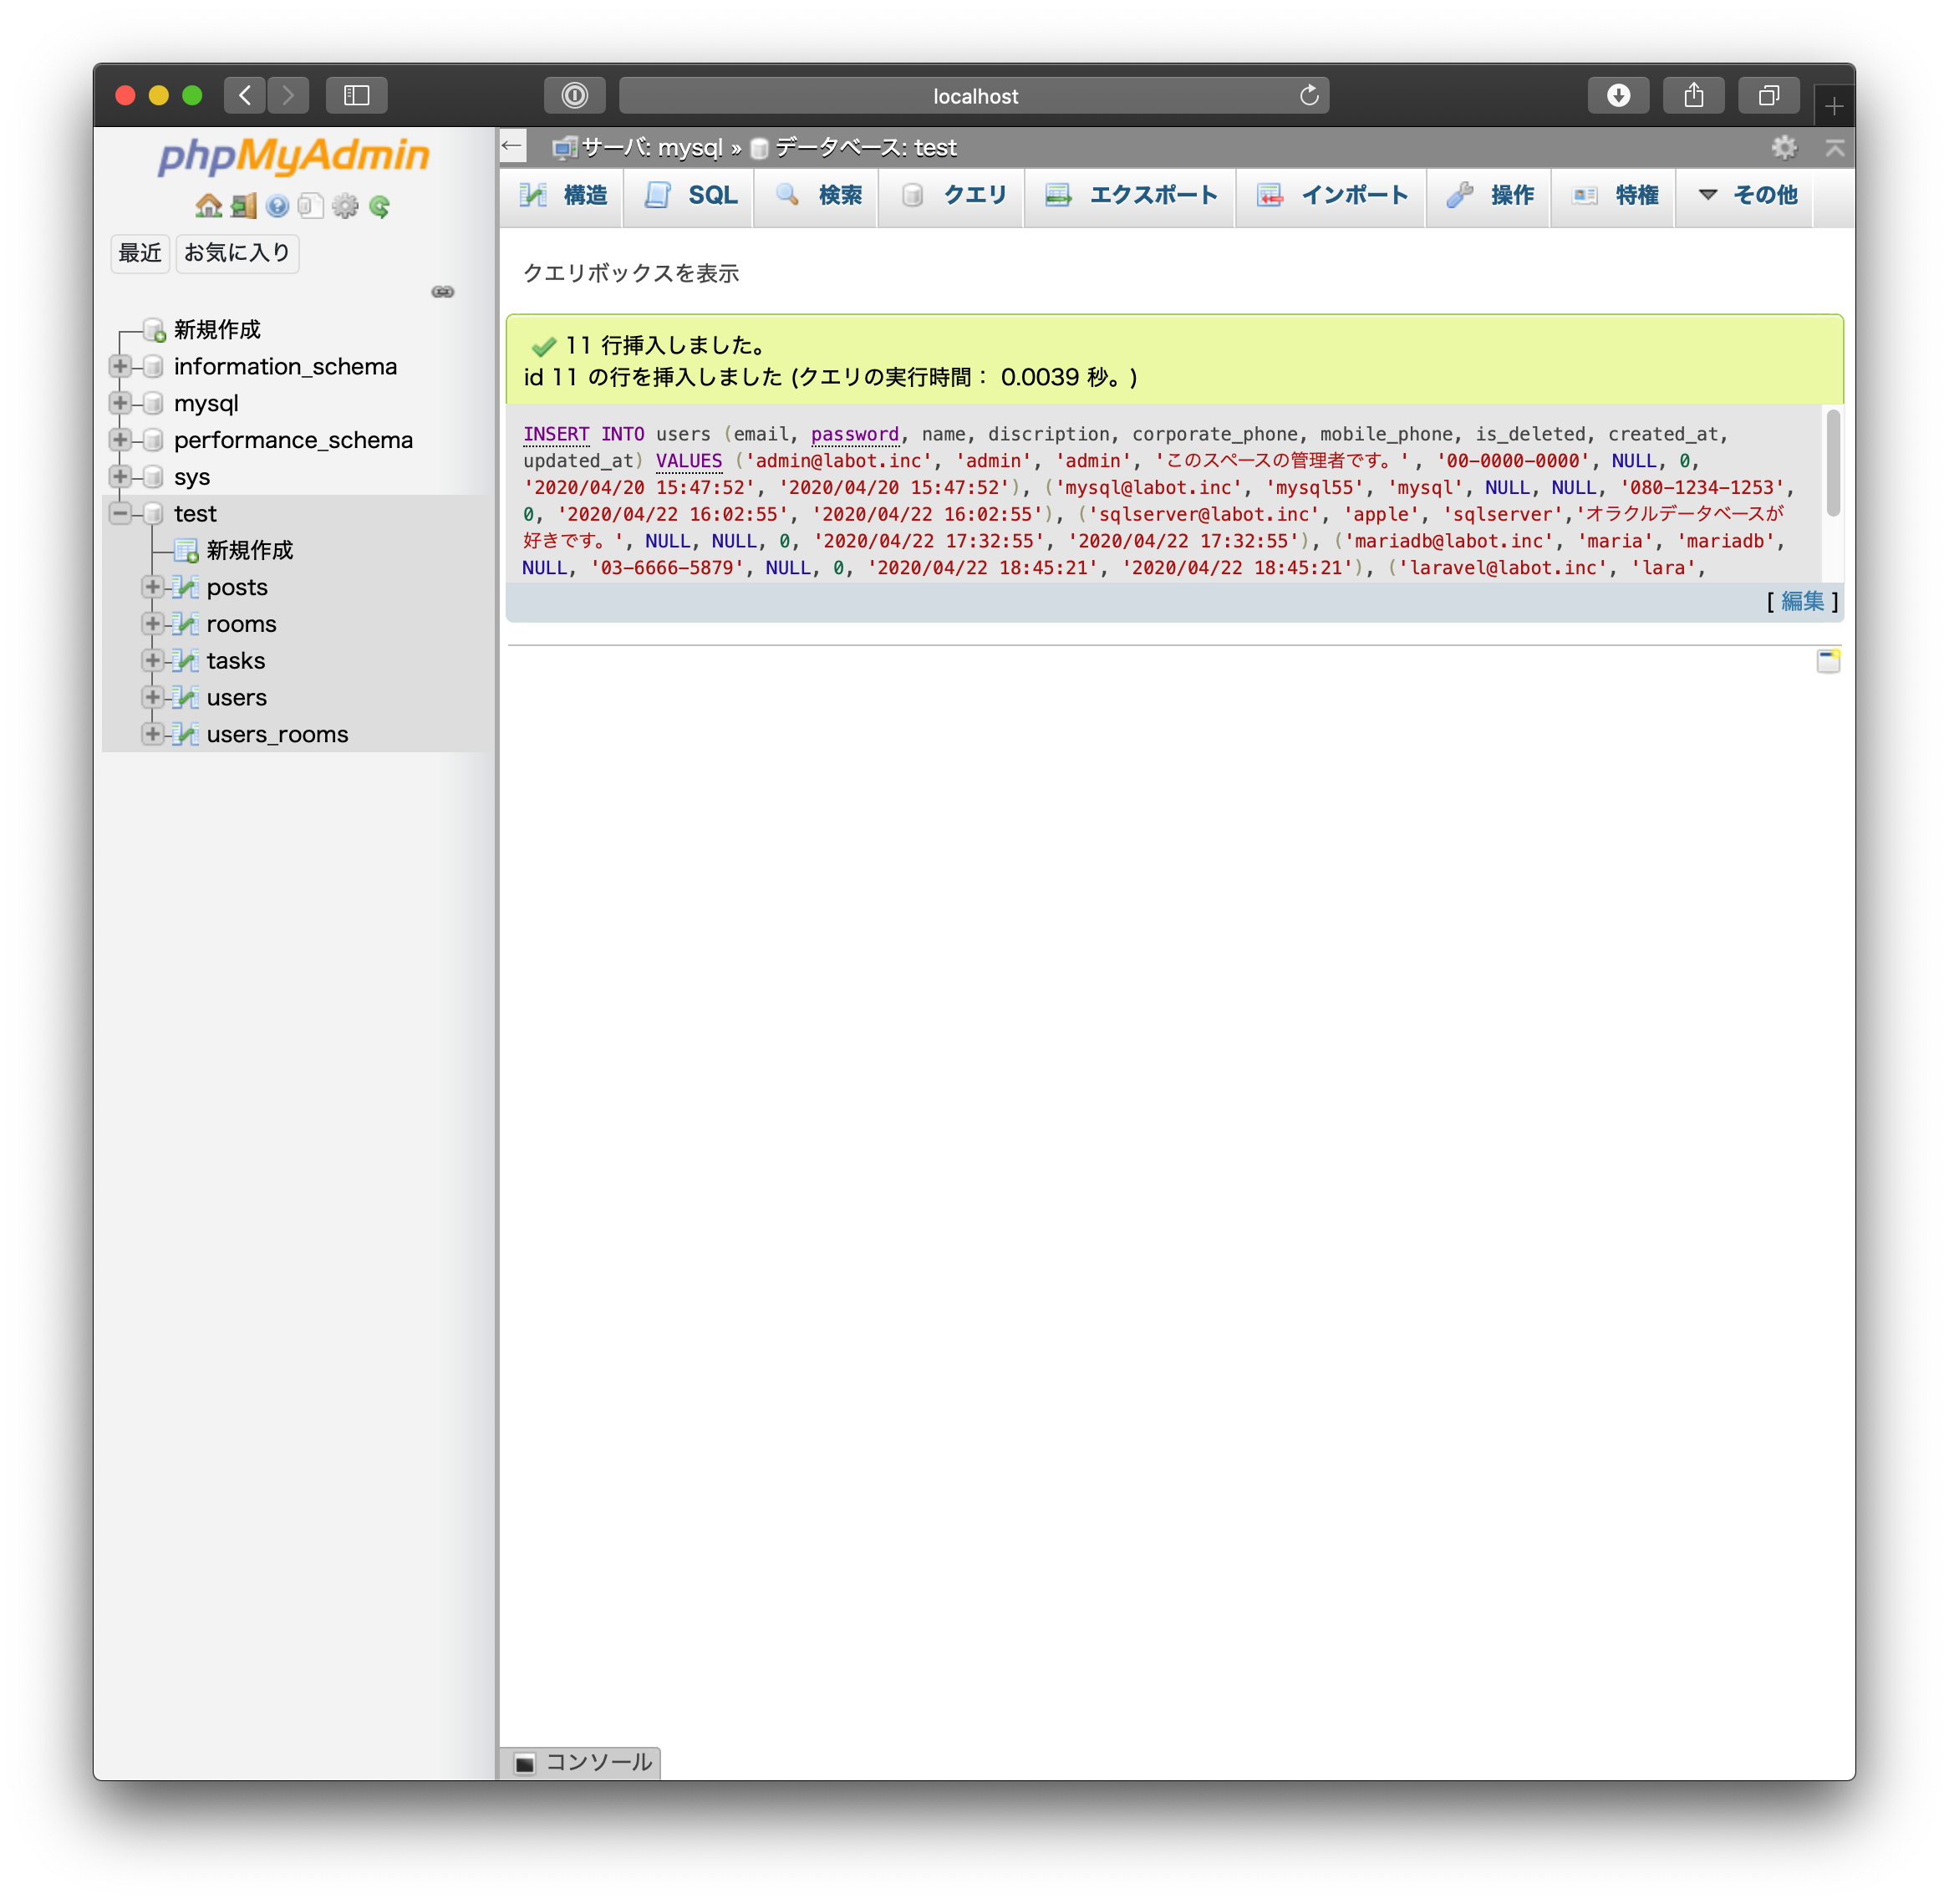 localhost
phpMyAdmin
最近 お気に入り
新規作成
information_schema
mysql
performance_schema
sys
test
新規作成
posts
rooms
tasks
users
users_rooms
サーバ: mysql » データベース: test
構造 SQL 検索 クエリ エクスポート インポート 操作 特権 その他
クエリボックスを表示
11 行挿入しました。
id 11 の行を挿入しました (クエリの実行時間： 0.0039 秒。)
INSERT INTO users (email, password, name, discription, corporate_phone, mobile_phone, is_deleted, created_at,
updated_at) VALUES ('admin@labot.inc', 'admin', 'admin', 'このスペースの管理者です。', '00-0000-0000', NULL, 0,
'2020/04/20 15:47:52', '2020/04/20 15:47:52'), ('mysql@labot.inc', 'mysql55', 'mysql', NULL, NULL, '080-1234-1253',
0, '2020/04/22 16:02:55', '2020/04/22 16:02:55'), ('sqlserver@labot.inc', 'apple', 'sqlserver','オラクルデータベースが
好きです。', NULL, NULL, 0, '2020/04/22 17:32:55', '2020/04/22 17:32:55'), ('mariadb@labot.inc', 'maria', 'mariadb',
NULL, '03-6666-5879', NULL, 0, '2020/04/22 18:45:21', '2020/04/22 18:45:21'), ('laravel@labot.inc', 'lara',
[ 編集 ]
コンソール